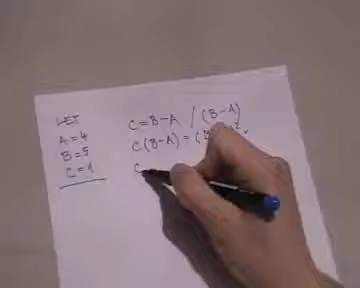 LET
A=4
B=5
C=1
C=B-A / (B-A)
C(B-A) = (
C